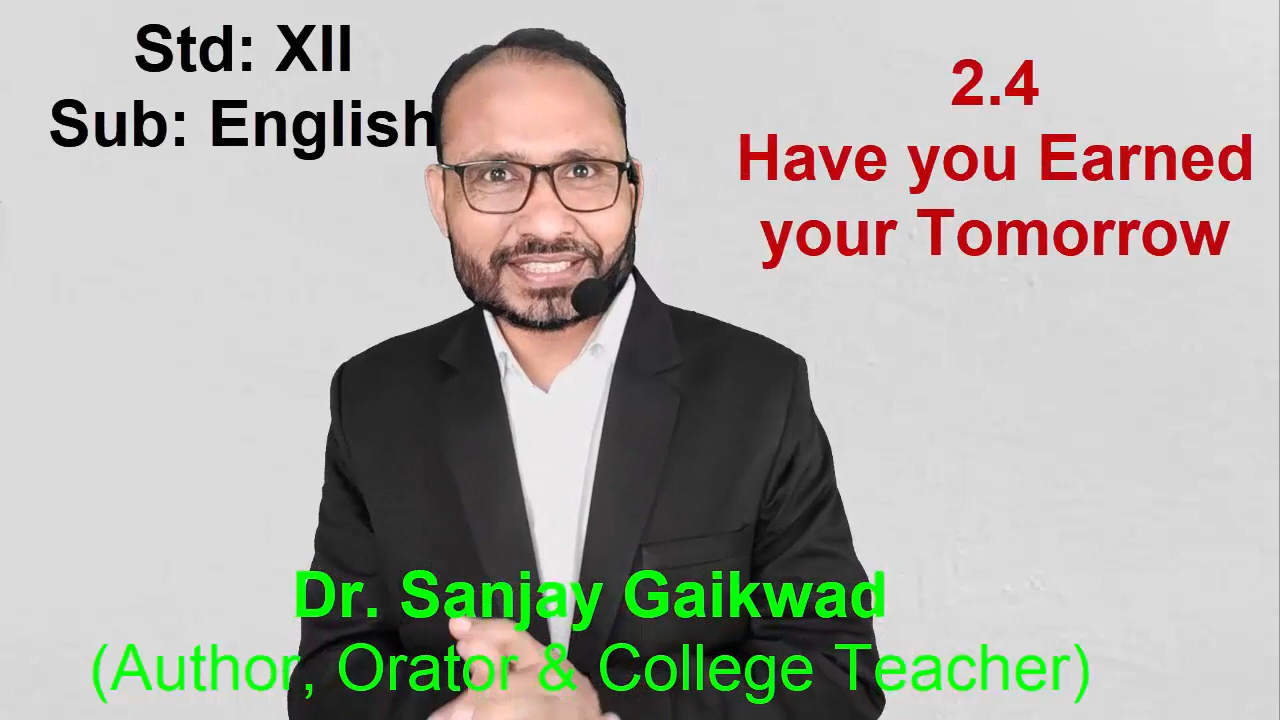 Std: XII
Sub: English
2.4
Have you Earned
your Tomorrow
Dr. Sanjay Gaikwad
(Author, Orator & College Teacher)